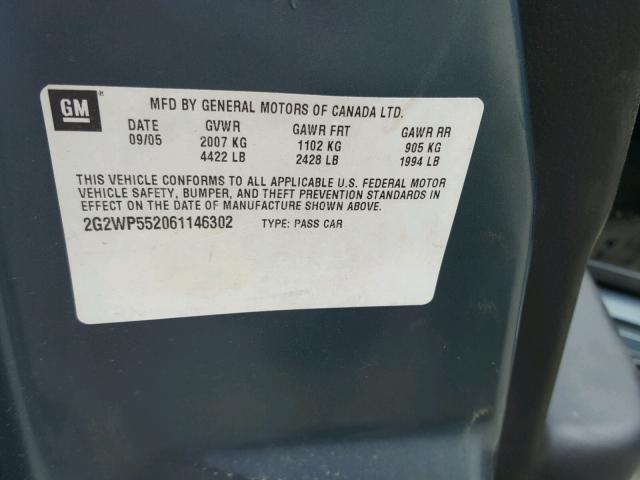 GM
MFD BY GENERAL MOTORS OF CANADA LTD.
DATE GVWR GAWR FRT GAWR RR
09/05 2007 KG 1102 KG 905 KG
4422 LB 2428 LB 1994 LB
THIS VEHICLE CONFORMS TO ALL APPLICABLE U.S. FEDERAL MOTOR
VEHICLE SAFETY, BUMPER, AND THEFT PREVENTION STANDARDS IN
EFFECT ON THE DATE OF MANUFACTURE SHOWN ABOVE.
2G2WP552061146302 TYPE: PASS CAR